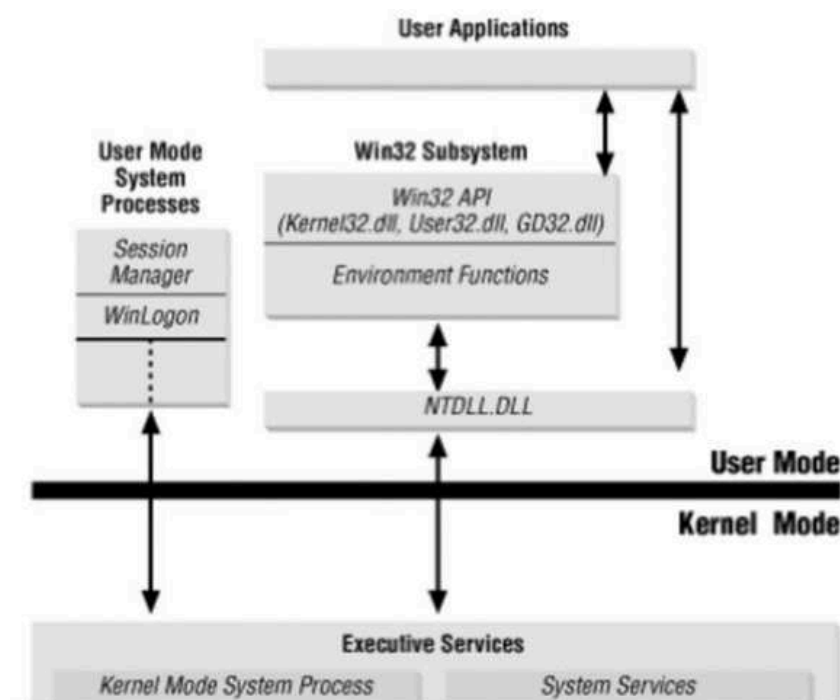 User Applications
User Mode
System
Processes
Win32 Subsystem
Win32 API
(Kernel32.dll, User32.dll, GD32.dll)
Session
Manager
Environment Functions
WinLogon
NTDLL.DLL
User Mode
Kernel Mode
Executive Services
Kernel Mode System Process
System Services